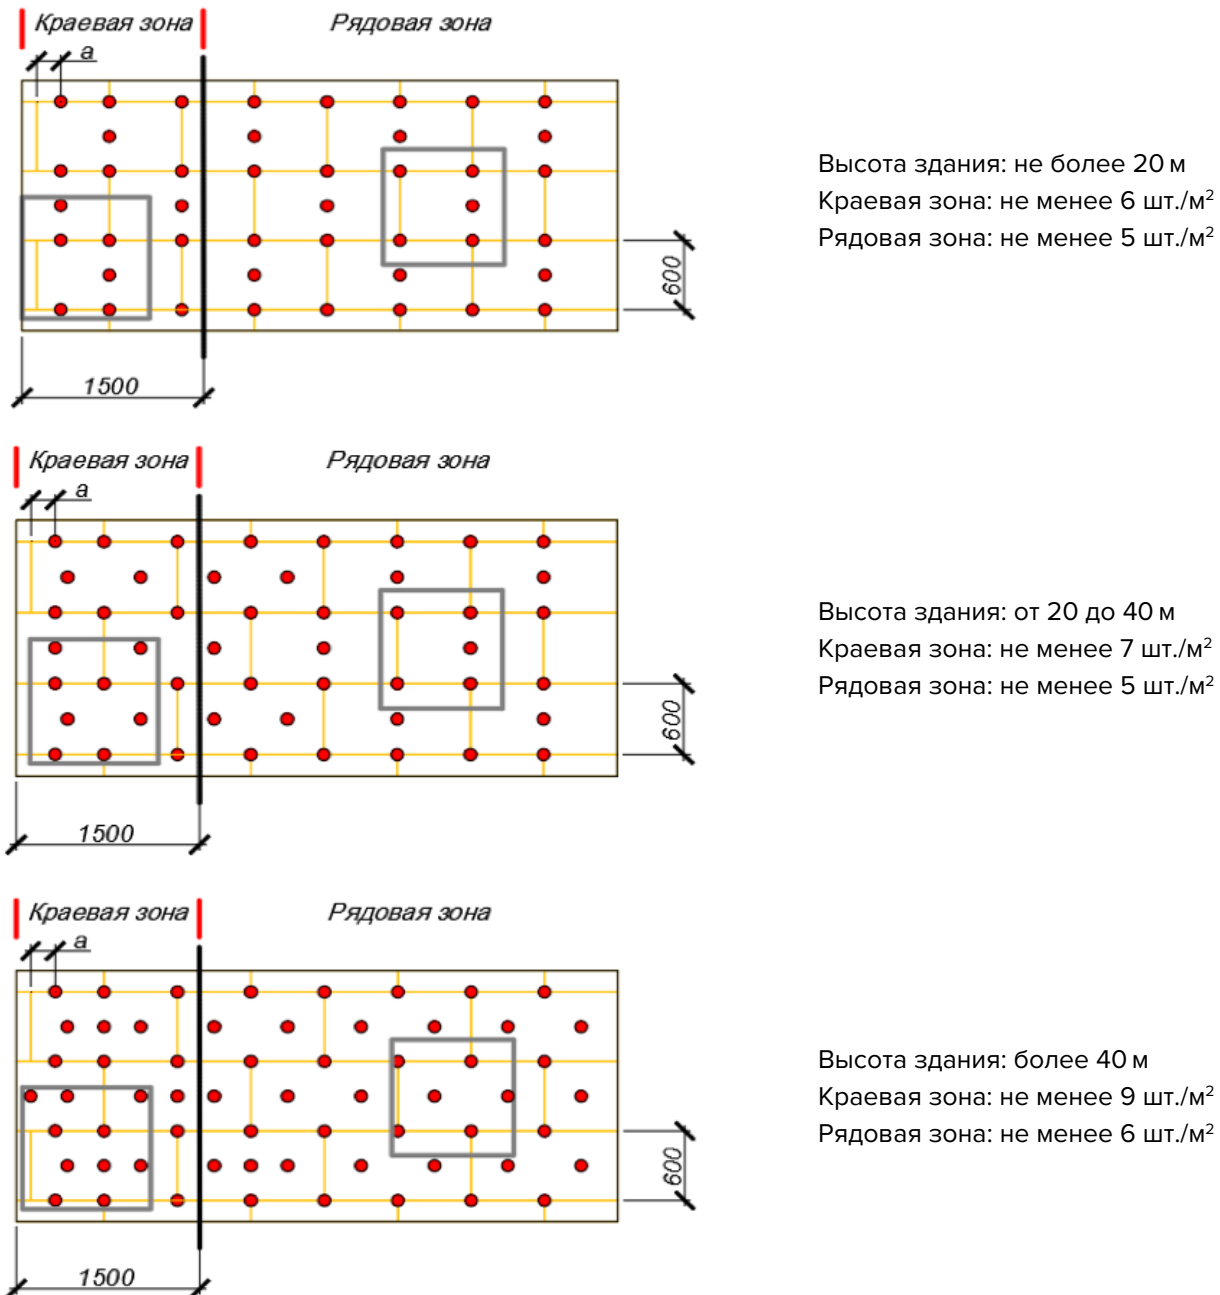 Краевая зона
Рядовая зона
a
600
1500
Высота здания: не более 20 м
Краевая зона: не менее 6 шт./м²
Рядовая зона: не менее 5 шт./м²
Краевая зона
Рядовая зона
a
600
1500
Высота здания: от 20 до 40 м
Краевая зона: не менее 7 шт./м²
Рядовая зона: не менее 5 шт./м²
Краевая зона
Рядовая зона
a
600
1500
Высота здания: более 40 м
Краевая зона: не менее 9 шт./м²
Рядовая зона: не менее 6 шт./м²